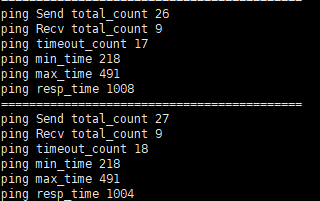 ==========================================
ping Send total_count 26
ping Recv total_count 9
ping timeout_count 17
ping min_time 218
ping max_time 491
ping resp_time 1008
==========================================
ping Send total_count 27
ping Recv total_count 9
ping timeout_count 18
ping min_time 218
ping max_time 491
ping resp_time 1004